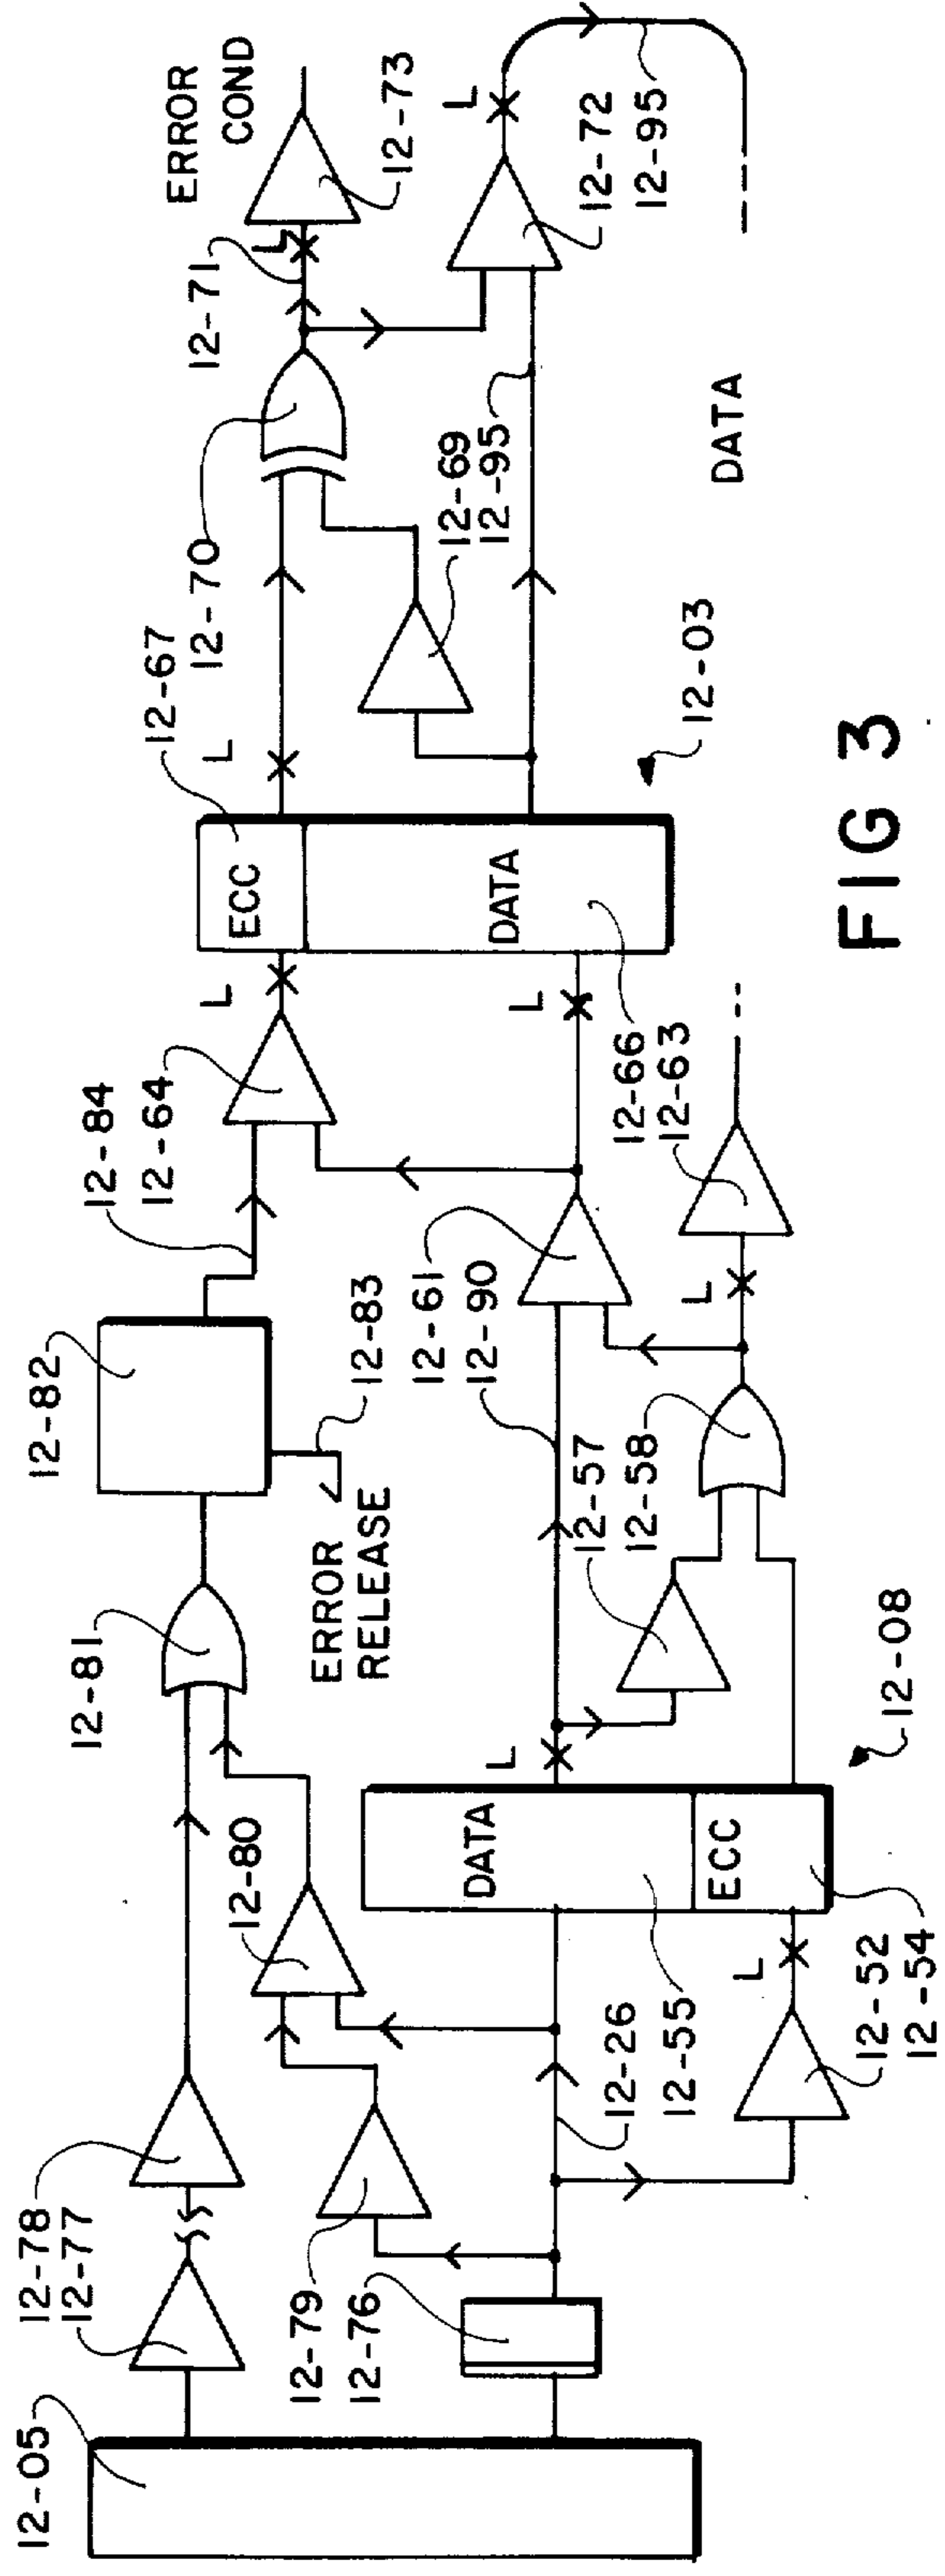 12-05
12-78
12-77
12-79
12-76
12-81
12-80
12-82
12-83
ERROR
RELEASE
12-84
12-64
12-61
12-90
12-57
12-58
12-26
12-55
12-52
12-54
L
DATA
ECC
L
12-08
L
L
L
12-66
12-63
ECC
DATA
12-67
12-70
L
12-69
12-95
12-03
12-71
L
ERROR
COND
12-73
L
12-72
12-95
DATA
FIG 3